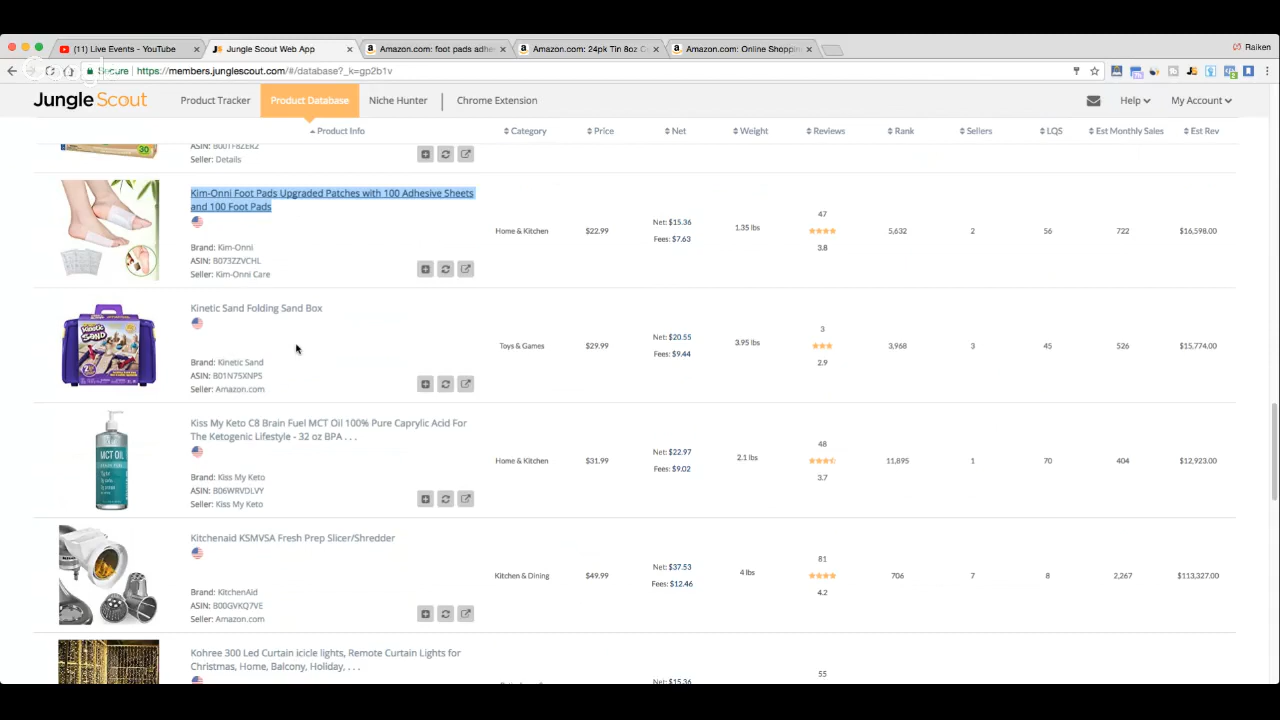 (11) Live Events - YouTube
Jungle Scout Web App
Amazon.com: foot pads adhe
Amazon.com: 24pk Tin 8oz C
Amazon.com: Online Shoppin
Raiken
Secure
https://members.junglescout.com/#/database?_k=gp2b1v
Jungle Scout
Product Tracker
Product Database
Niche Hunter
Chrome Extension
Help
My Account
Product Info
Category
Price
Net
Weight
Reviews
Rank
Sellers
LQS
Est Monthly Sales
Est Rev
30
ASIN: B00TF8ZER2
Seller: Details
Kim-Onni Foot Pads Upgraded Patches with 100 Adhesive Sheets
and 100 Foot Pads
Brand: Kim-Onni
ASIN: B073ZZVCHL
Seller: Kim-Onni Care
Home & Kitchen
$22.99
Net: $15.36
Fees: $7.63
1.35 lbs
47
3.8
5,632
2
56
722
$16,598.00
Kinetic Sand Folding Sand Box
Brand: Kinetic Sand
ASIN: B01N75XNPS
Seller: Amazon.com
Toys & Games
$29.99
Net: $20.55
Fees: $9.44
3.95 lbs
3
2.9
3,968
3
45
526
$15,774.00
MCT OIL
Kiss My Keto C8 Brain Fuel MCT Oil 100% Pure Caprylic Acid For
The Ketogenic Lifestyle - 32 oz BPA . . .
Brand: Kiss My Keto
ASIN: B06WRVDLVY
Seller: Kiss My Keto
Home & Kitchen
$31.99
Net: $22.97
Fees: $9.02
2.1 lbs
48
3.7
11,895
1
70
404
$12,923.00
Kitchenaid KSMVSA Fresh Prep Slicer/Shredder
Brand: KitchenAid
ASIN: B00GVKQ7VE
Seller: Amazon.com
Kitchen & Dining
$49.99
Net: $37.53
Fees: $12.46
4 lbs
81
4.2
706
7
8
2,267
$113,327.00
Kohree 300 Led Curtain icicle lights, Remote Curtain Lights for
Christmas, Home, Balcony, Holiday, . . .
Net: $15.36
55